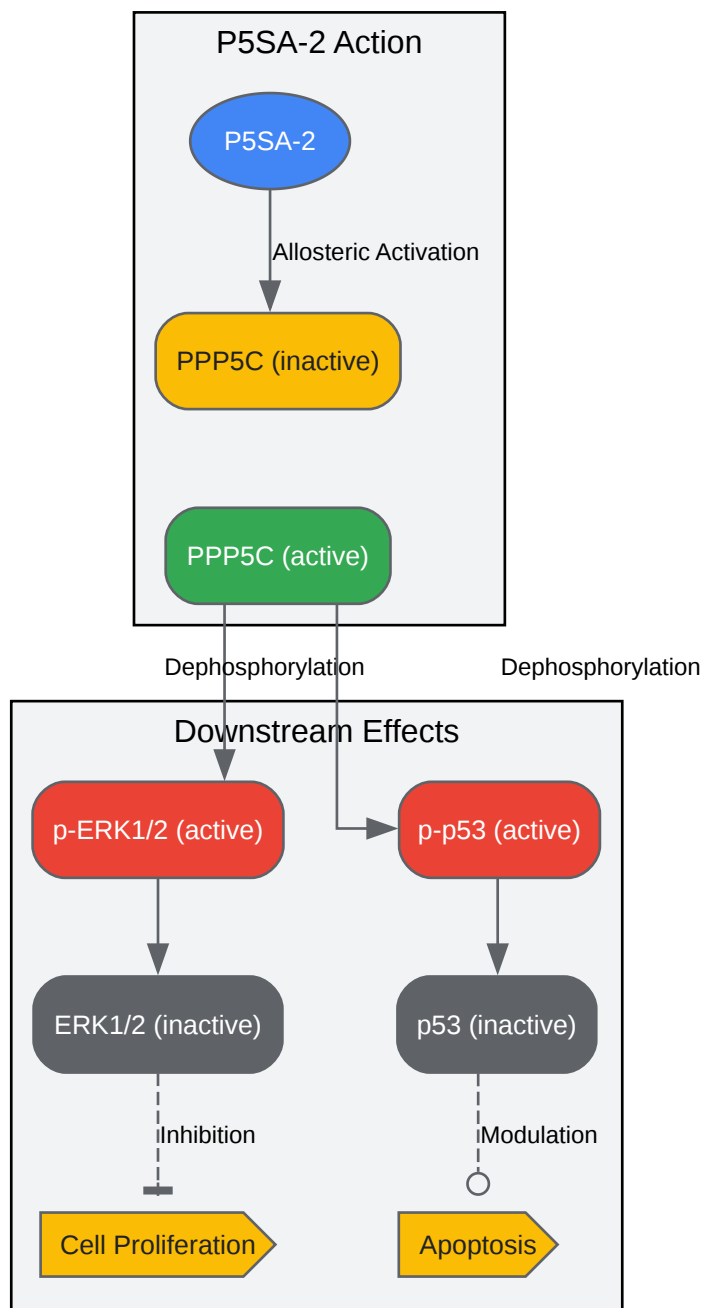 P5SA-2 Action
P5SA-2
Allosteric Activation
PPP5C (inactive)
PPP5C (active)
Dephosphorylation
Dephosphorylation
Downstream Effects
p-ERK1/2 (active)
p-p53 (active)
ERK1/2 (inactive)
p53 (inactive)
Inhibition
Modulation
Cell Proliferation
Apoptosis